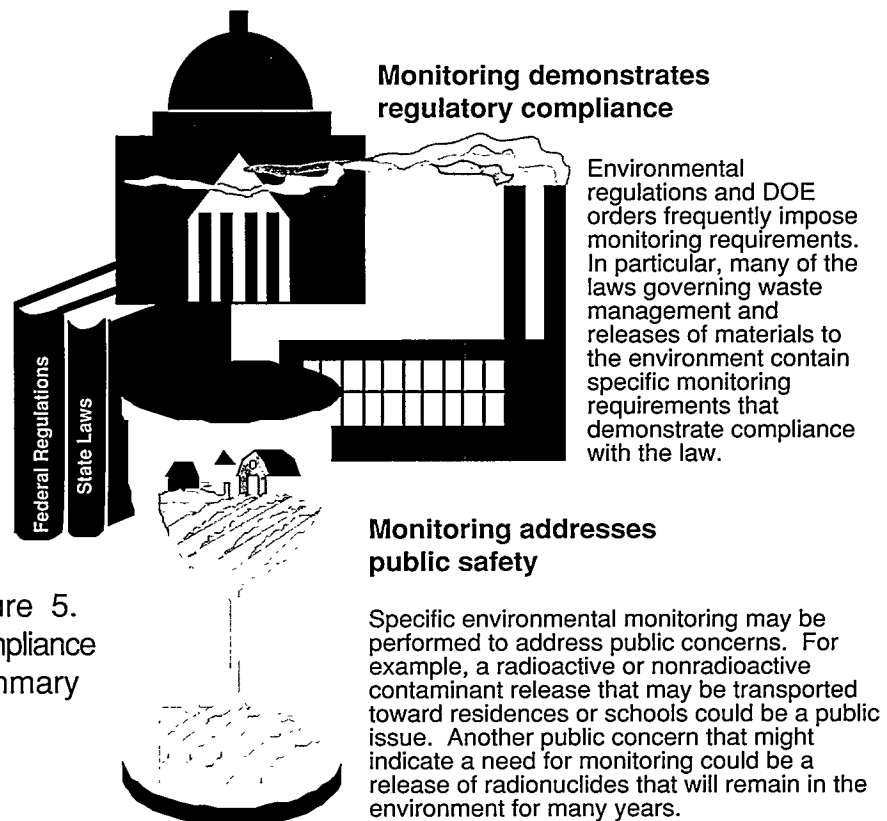 Monitoring demonstrates
regulatory compliance
Environmental
regulations and DOE
orders frequently impose
monitoring requirements.
In particular, many of the
laws governing waste
management and
releases of materials to
the environment contain
specific monitoring
requirements that
demonstrate compliance
with the law.
Federal Regulations
State Laws
Monitoring addresses
public safety
Specific environmental monitoring may be
performed to address public concerns. For
example, a radioactive or nonradioactive
contaminant release that may be transported
toward residences or schools could be a public
issue. Another public concern that might
indicate a need for monitoring could be a
release of radionuclides that will remain in the
environment for many years.
ure 5.
mpliance
nmary